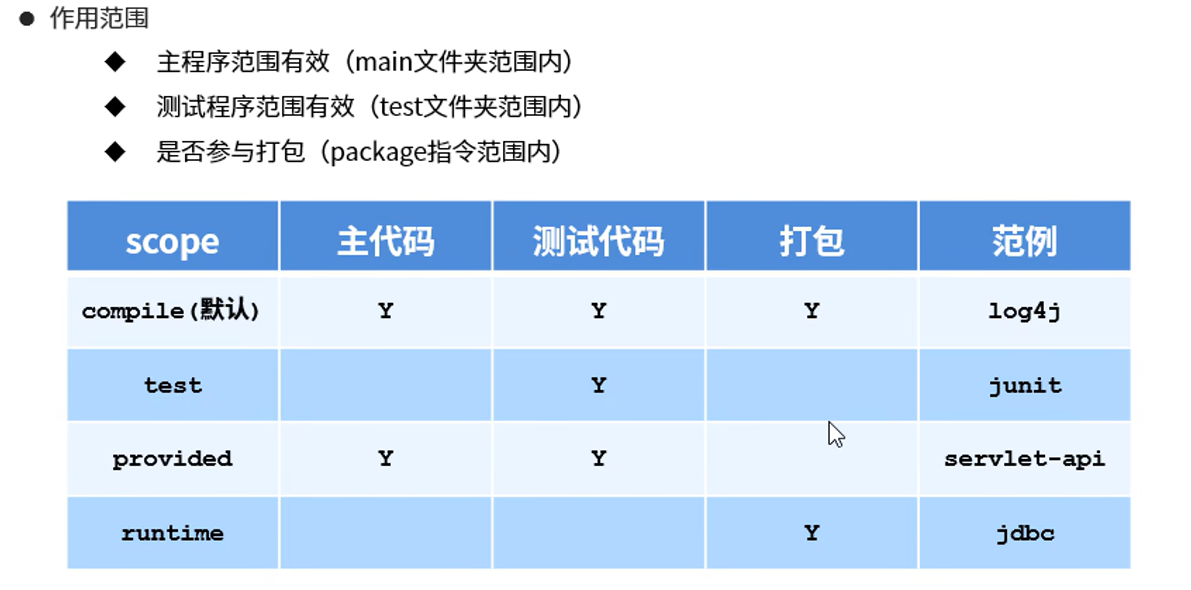 ● 作用范围
◆ 主程序范围有效（main文件夹范围内）
◆ 测试程序范围有效（test文件夹范围内）
◆ 是否参与打包（package指令范围内）
scope 主代码 测试代码 打包 范例
compile(默认) Y Y Y log4j
test Y junit
provided Y Y servlet-api
runtime Y jdbc